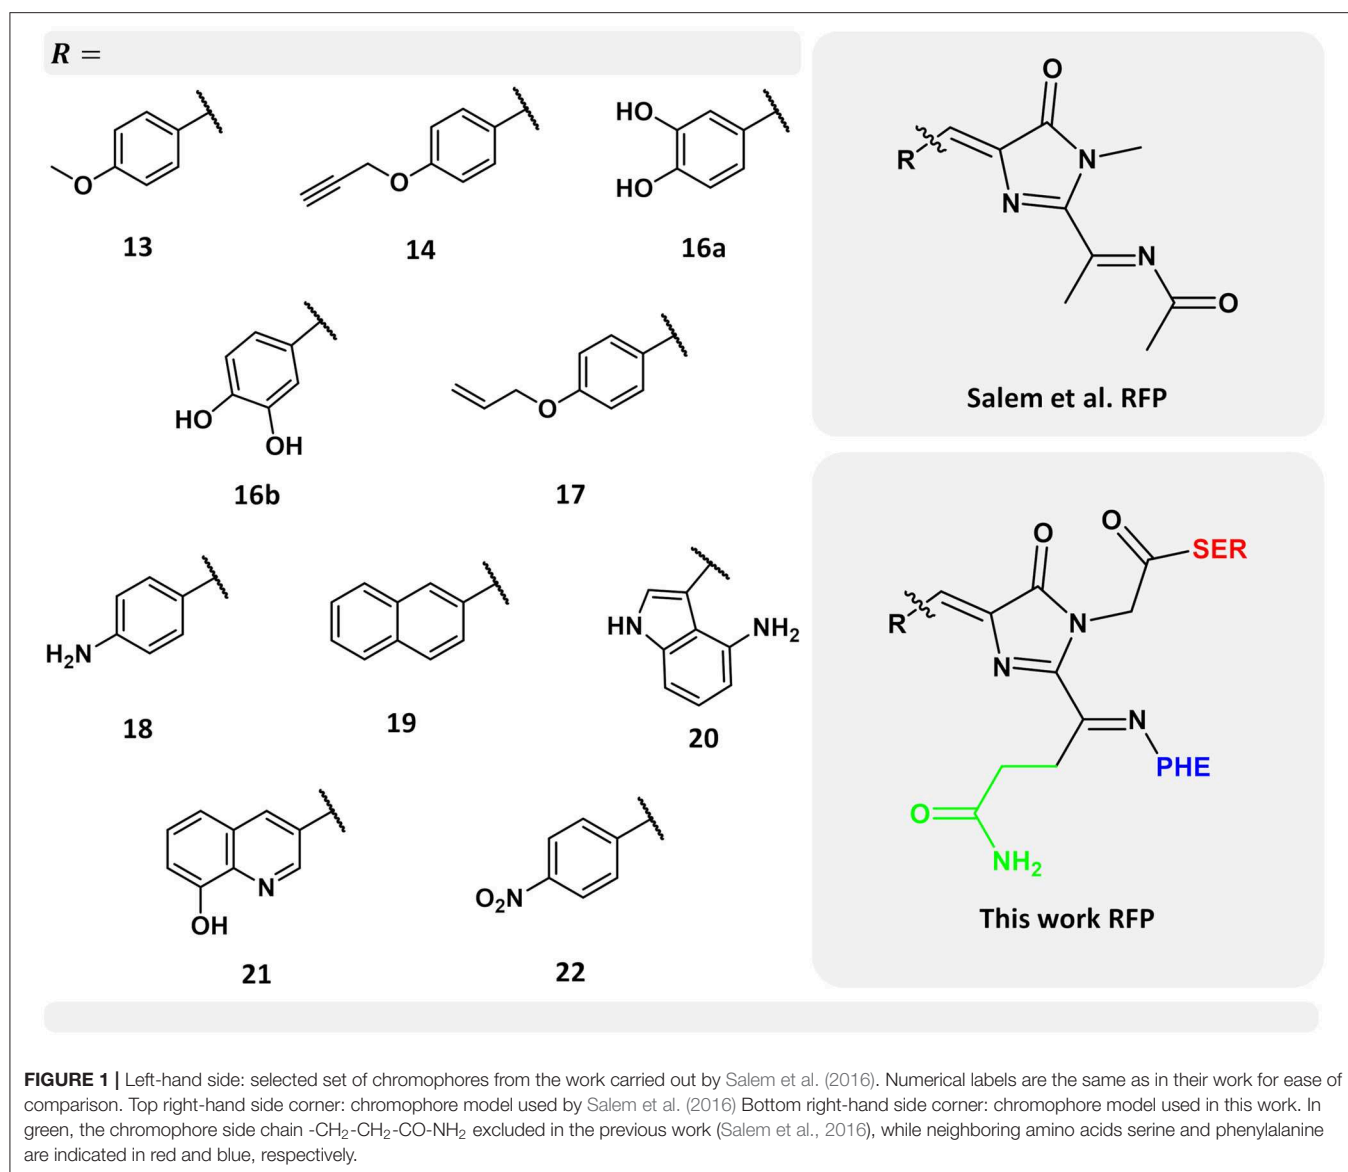 R =
O
HO
HO
O
13
O
14
16a
R
N
N
N
O
Salem et al. RFP
HO
OH
16b
O
17
H₂N
18
19
HN
NH₂
20
N
OH
21
O₂N
22
O
O
SER
R
N
N
N
PHE
O
NH₂
This work RFP
FIGURE 1 | Left-hand side: selected set of chromophores from the work carried out by Salem et al. (2016). Numerical labels are the same as in their work for ease of
comparison. Top right-hand side corner: chromophore model used by Salem et al. (2016) Bottom right-hand side corner: chromophore model used in this work. In
green, the chromophore side chain -CH₂-CH₂-CO-NH₂ excluded in the previous work (Salem et al., 2016), while neighboring amino acids serine and phenylalanine
are indicated in red and blue, respectively.